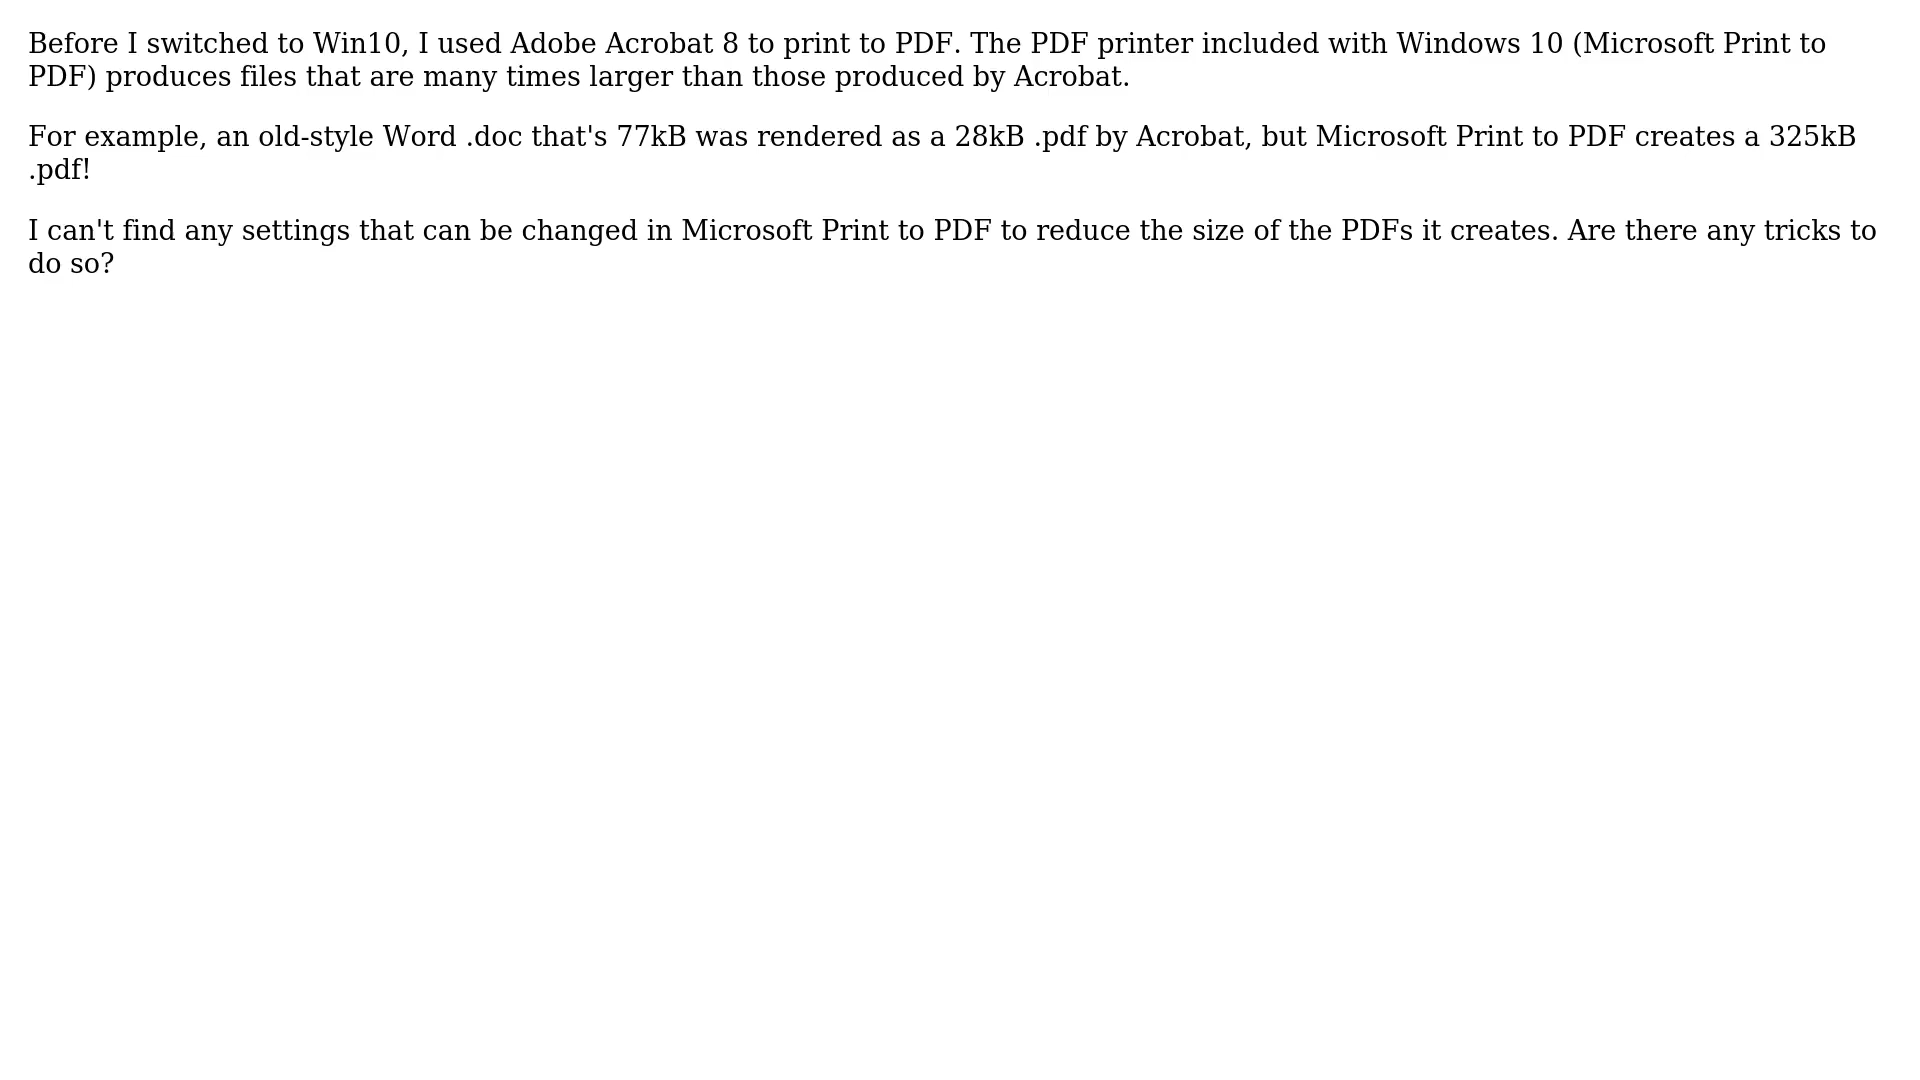 Before I switched to Win10, I used Adobe Acrobat 8 to print to PDF. The PDF printer included with Windows 10 (Microsoft Print to
PDF) produces files that are many times larger than those produced by Acrobat.
For example, an old-style Word .doc that's 77kB was rendered as a 28kB .pdf by Acrobat, but Microsoft Print to PDF creates a 325kB
.pdf!
I can't find any settings that can be changed in Microsoft Print to PDF to reduce the size of the PDFs it creates. Are there any tricks to
do so?